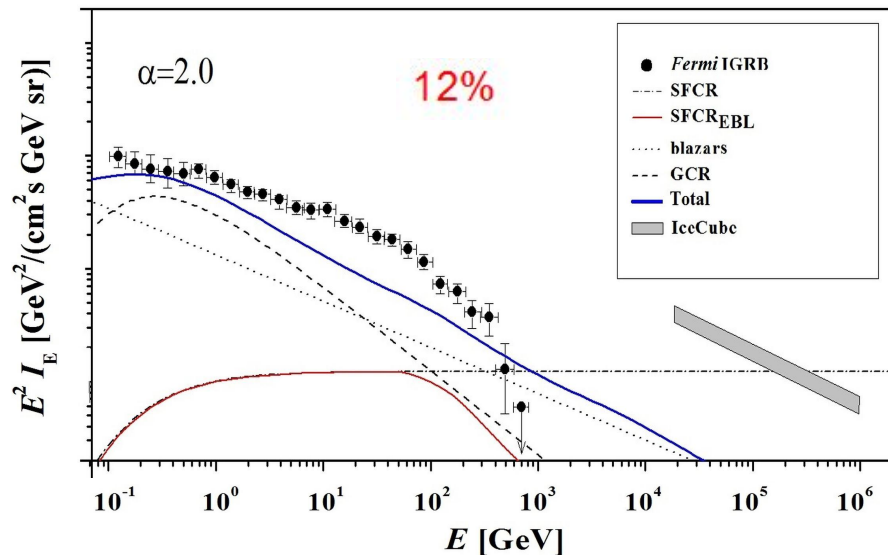 α=2.0
12%
Fermi IGRB
SFCR
SFCR_EBL
blazars
GCR
Total
IceCube
E² I_E [GeV²/(cm² s GeV sr)]
10⁻¹ 10⁰ 10¹ 10² 10³ 10⁴ 10⁵ 10⁶
E [GeV]